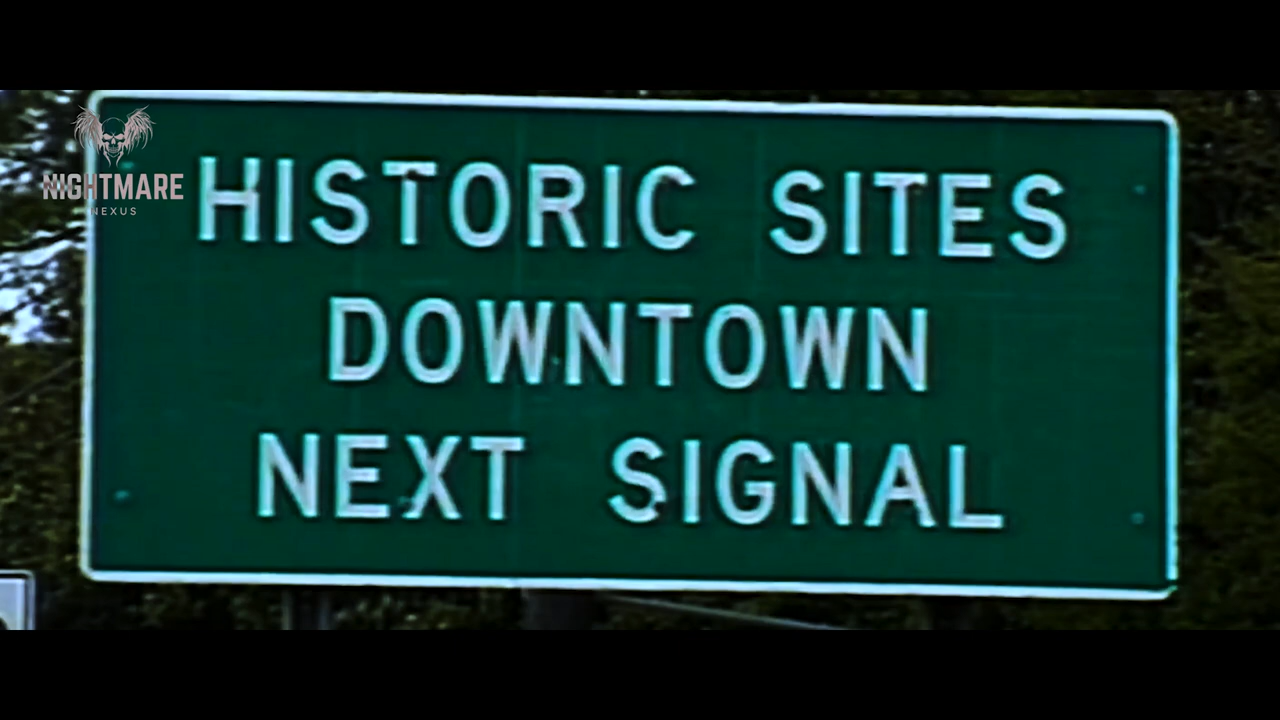 NIGHTMARE
NEXUS
HISTORIC SITES
DOWNTOWN
NEXT SIGNAL